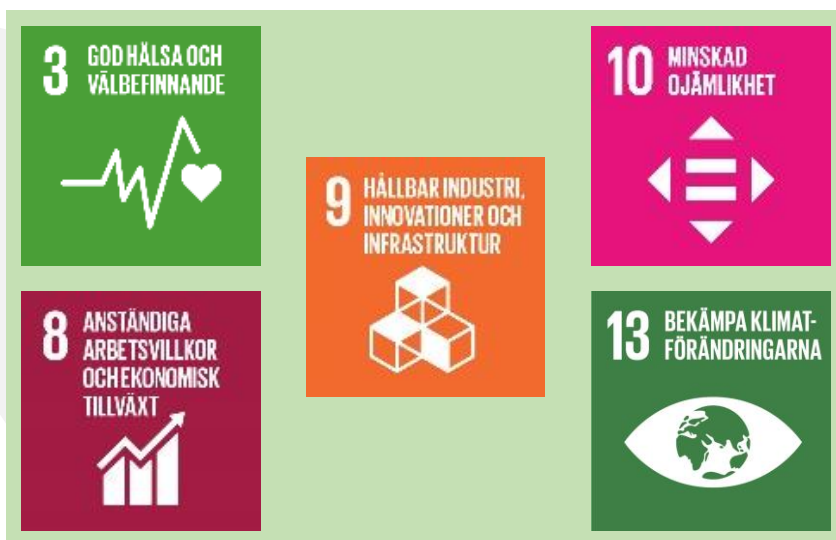 3 GOD HÄLSA OCH
VÄLBEFINNANDE
10 MINSKAD
OJÄMLIKHET
9 HÅLLBAR INDUSTRI,
INNOVATIONER OCH
INFRASTRUKTUR
8 ANSTÄNDIGA
ARBETSVILLKOR
OCH EKONOMISK
TILLVÄXT
13 BEKÄMPA KLIMAT-
FÖRÄNDRINGARNA